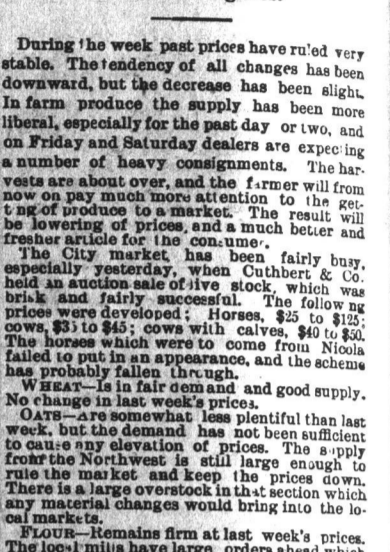 During the week past prices have ruled very
stable. The tendency of all changes has been
downward, but the decrease has been slight.
In farm produce the supply has been more
liberal, especially for the past day or two, and
on Friday and Saturday dealers are expecing
a number of heavy consignments. The har-
vests are about over, and the farmer will from
now on pay much more attention to the get-
t ng of produce to a market. The result will
be lowering of prices, and a much better and
fresher article for the consumer.
The City market has been fairly busy,
especially yesterday, when Cuthbert & Co.
held an auction sale of live stock, which was
brisk and fairly successful. The follow ng
prices were developed; Horses, $25 to $125;
cows, $35 to $45; cows with calves, $40 to $50.
The horses which were to come from Nicola
failed to put in an appearance, and the scheme
has probably fallen through.
WHEAT—Is in fair demand and good supply.
No change in last week's prices.
OATS—Are somewhat less plentiful than last
week, but the demand has not been sufficient
to cause any elevation of prices. The supply
from the Northwest is still large enough to
rule the market and keep the prices down.
There is a large overstock in that section which
any material changes would bring into the lo-
cal markets.
FLOUR—Remains firm at last week's prices.
The local mills have large orders ahead which